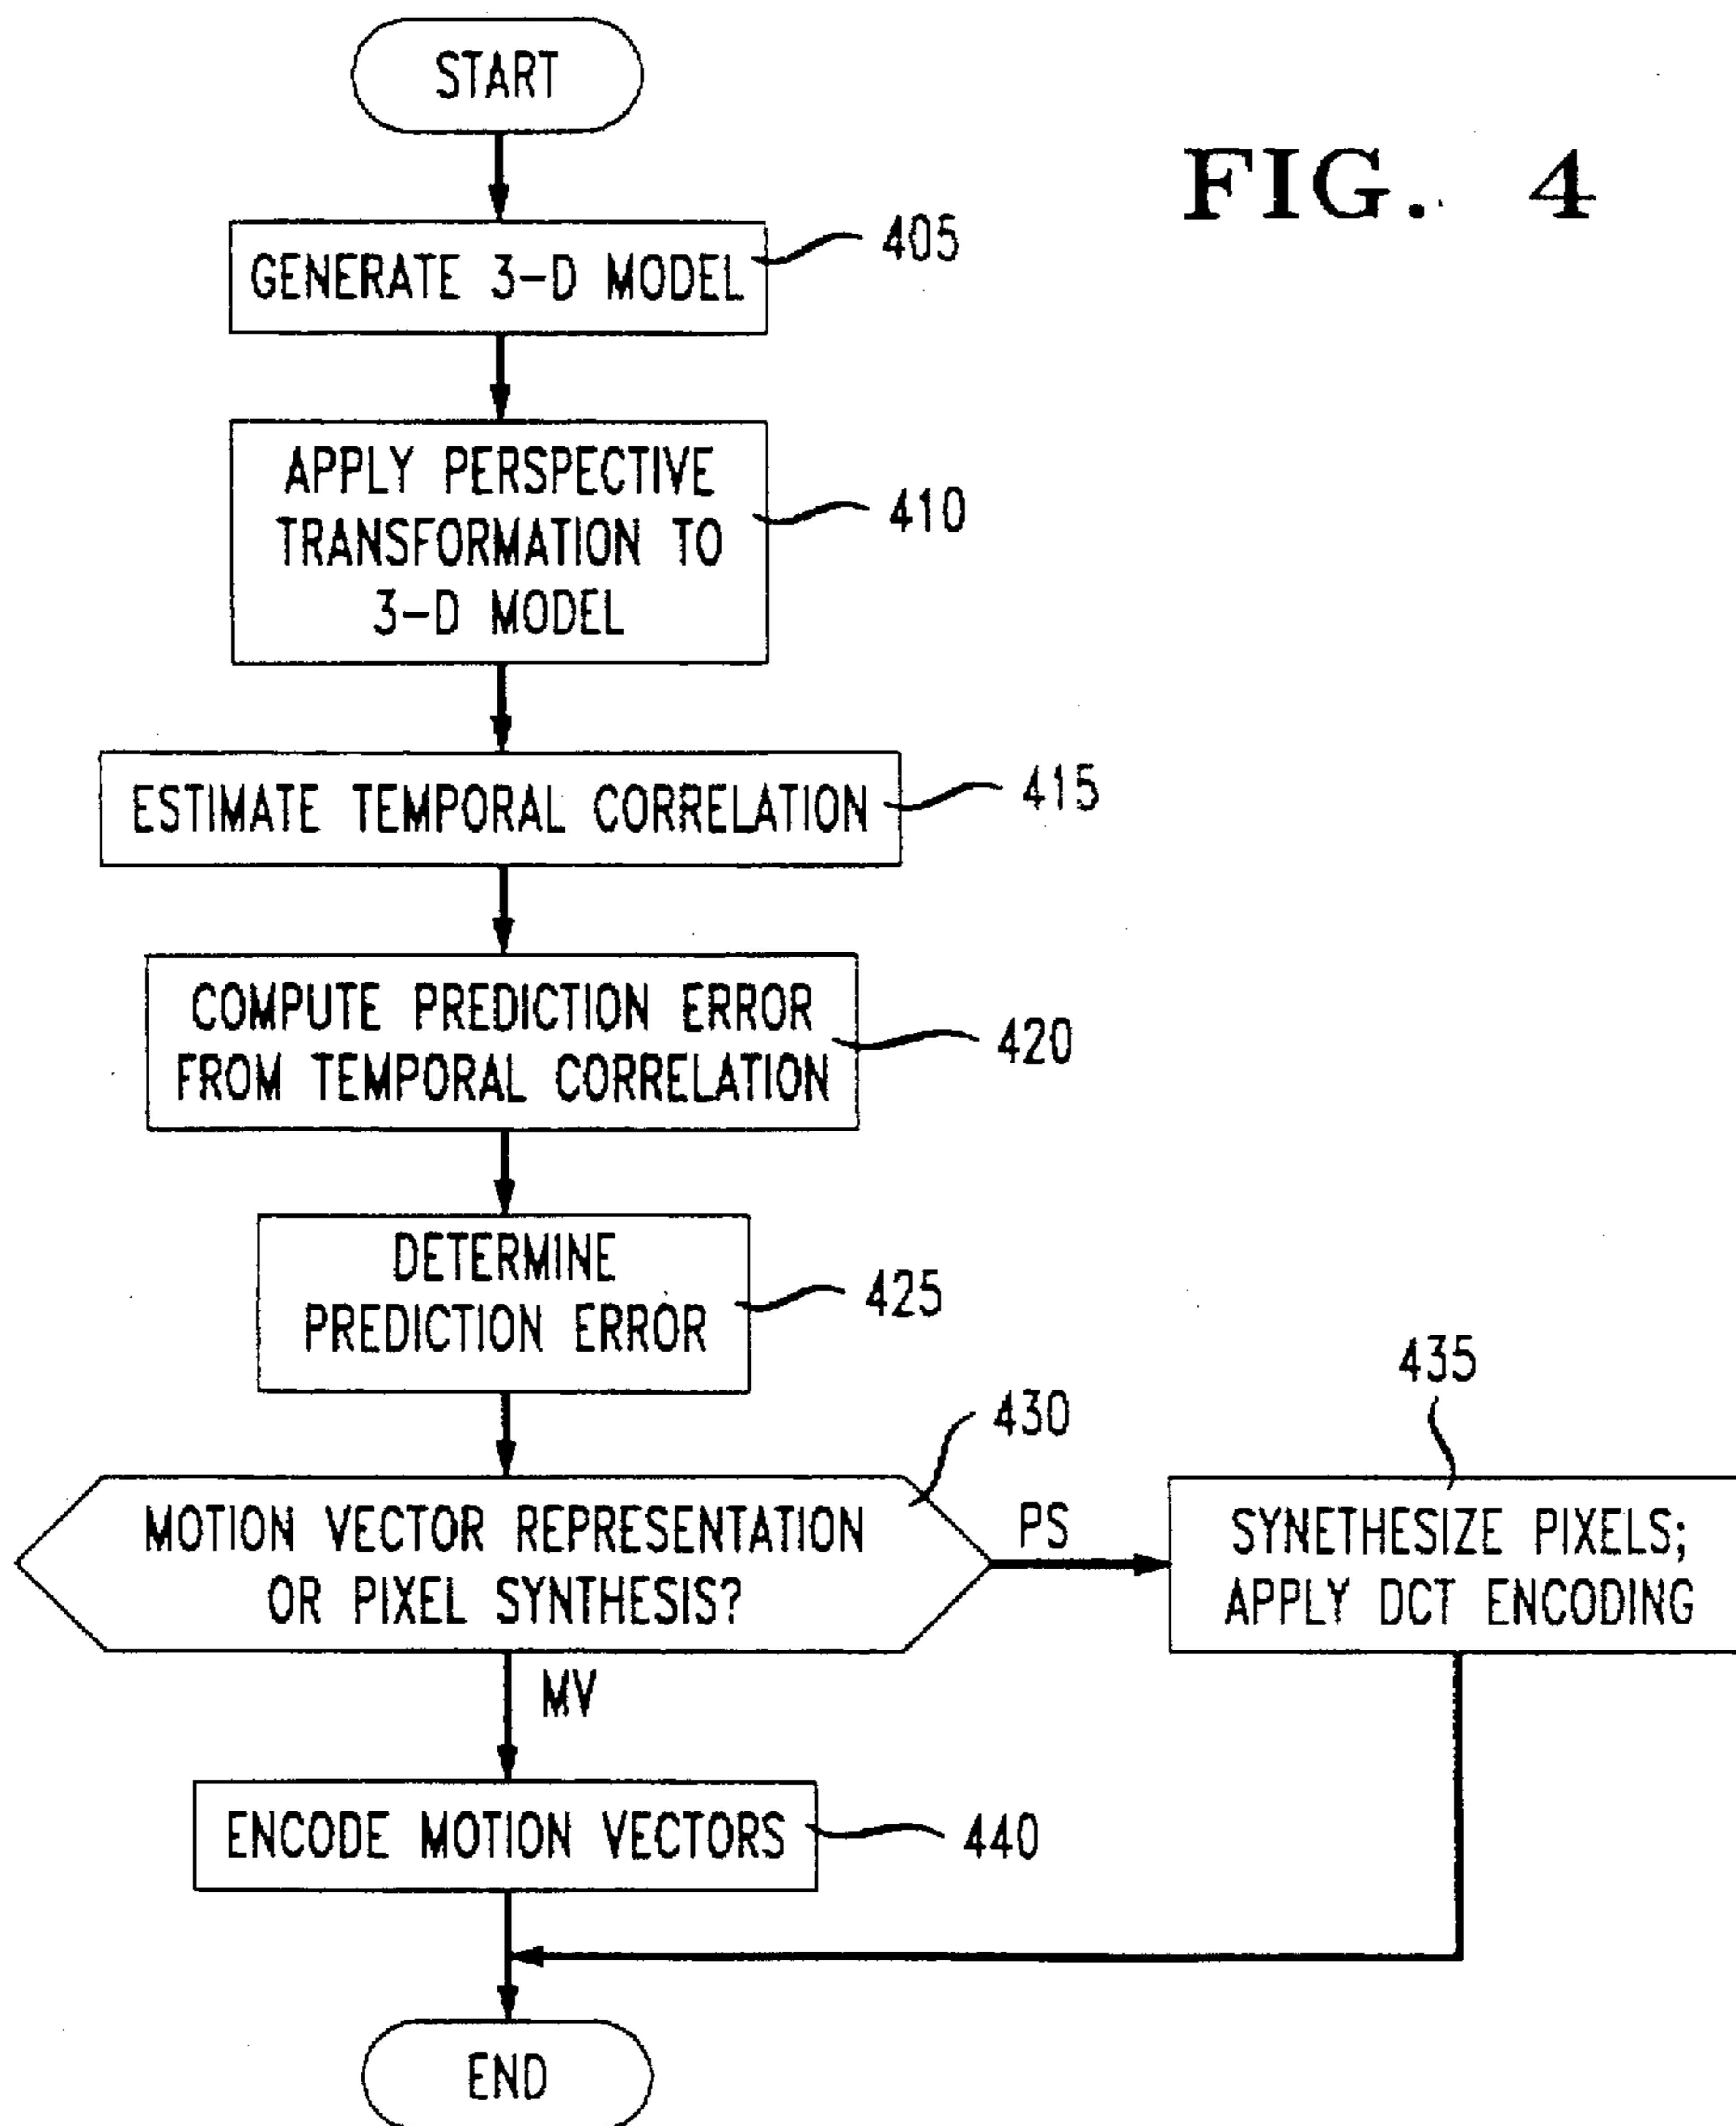 START
FIG. 4
GENERATE 3-D MODEL
405
APPLY PERSPECTIVE
TRANSFORMATION TO
3-D MODEL
410
ESTIMATE TEMPORAL CORRELATION
415
COMPUTE PREDICTION ERROR
FROM TEMPORAL CORRELATION
420
DETERMINE
PREDICTION ERROR
425
MOTION VECTOR REPRESENTATION
OR PIXEL SYNTHESIS?
430
PS
435
SYNETHESIZE PIXELS;
APPLY DCT ENCODING
MV
ENCODE MOTION VECTORS
440
END